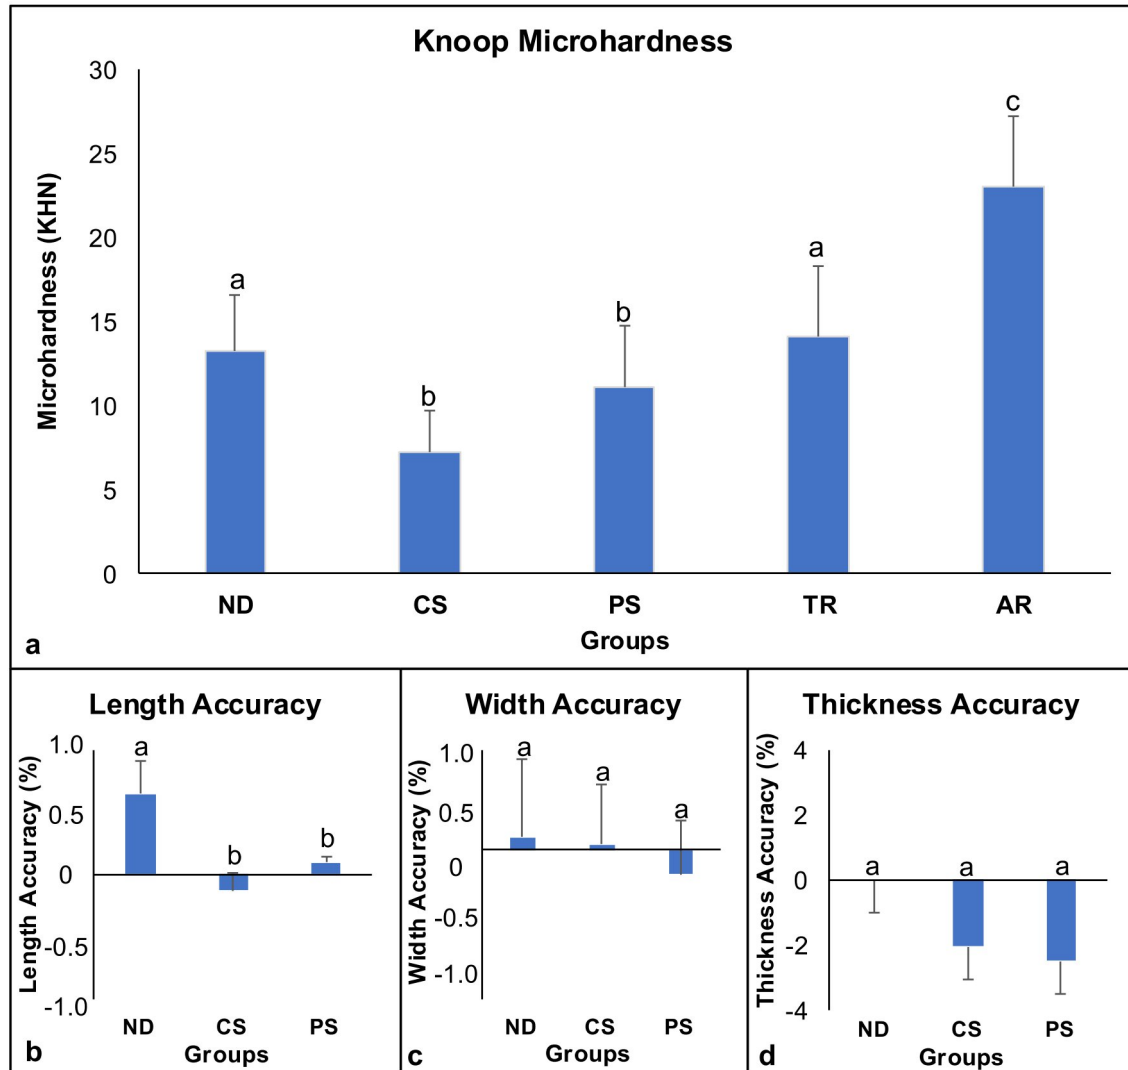 Knoop Microhardness
30
25
20
15
10
5
0
Microhardness (KHN)
a
b
b
a
c
ND CS PS TR AR
Groups
a
Length Accuracy
1.0
0.5
0
-0.5
-1.0
Length Accuracy (%)
a
b
b
ND CS PS
Groups
b
Width Accuracy
1.0
0.5
0
-0.5
-1.0
Width Accuracy (%)
a
a
a
ND CS PS
Groups
c
Thickness Accuracy
4
2
0
-2
-4
Thickness Accuracy (%)
a a a
ND CS PS
Groups
d